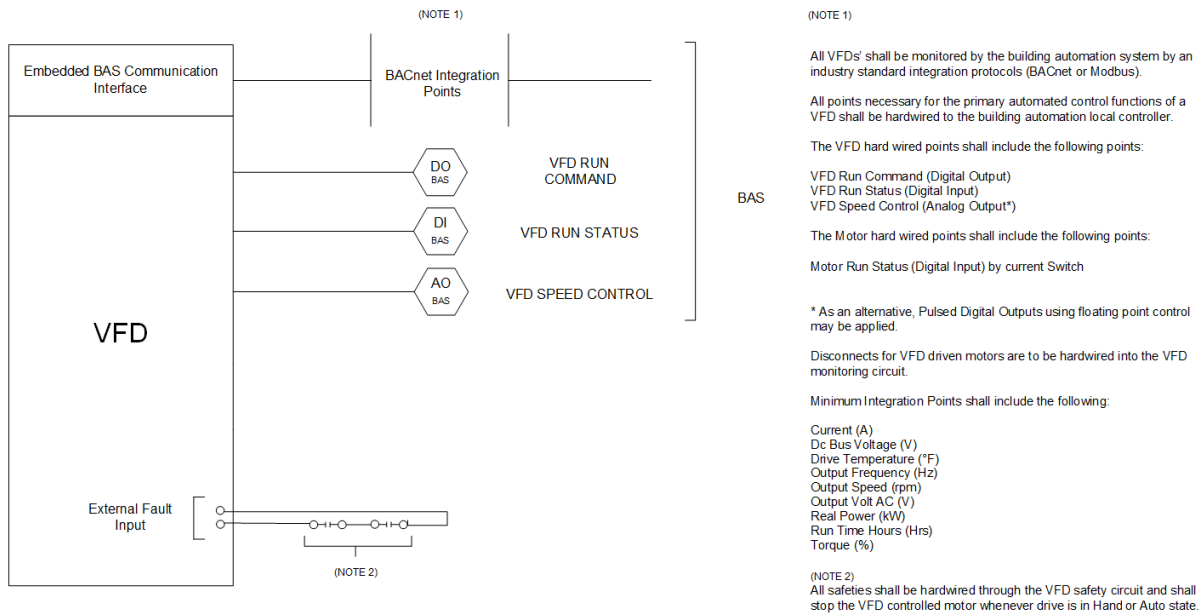 (NOTE 1)
Embedded BAS Communication
Interface
BACnet Integration
Points
DO
BAS
VFD RUN
COMMAND
DI
BAS
VFD RUN STATUS
AO
BAS
VFD SPEED CONTROL
BAS
VFD
External Fault
Input
(NOTE 2)
(NOTE 1)
All VFDs' shall be monitored by the building automation system by an
industry standard integration protocols (BACnet or Modbus).
All points necessary for the primary automated control functions of a
VFD shall be hardwired to the building automation local controller.
The VFD hard wired points shall include the following points:
VFD Run Command (Digital Output)
VFD Run Status (Digital Input)
VFD Speed Control (Analog Output*)
The Motor hard wired points shall include the following points:
Motor Run Status (Digital Input) by current Switch
* As an alternative, Pulsed Digital Outputs using floating point control
may be applied.
Disconnects for VFD driven motors are to be hardwired into the VFD
monitoring circuit.
Minimum Integration Points shall include the following:
Current (A)
Dc Bus Voltage (V)
Drive Temperature (°F)
Output Frequency (Hz)
Output Speed (rpm)
Output Volt AC (V)
Real Power (kW)
Run Time Hours (Hrs)
Torque (%)
(NOTE 2)
All safeties shall be hardwired through the VFD safety circuit and shall
stop the VFD controlled motor whenever drive is in Hand or Auto state.